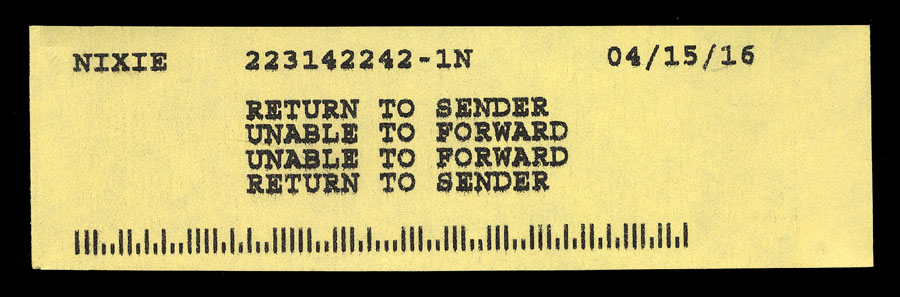 NIXIE 223142242-1N 04/15/16
RETURN TO SENDER
UNABLE TO FORWARD
UNABLE TO FORWARD
RETURN TO SENDER